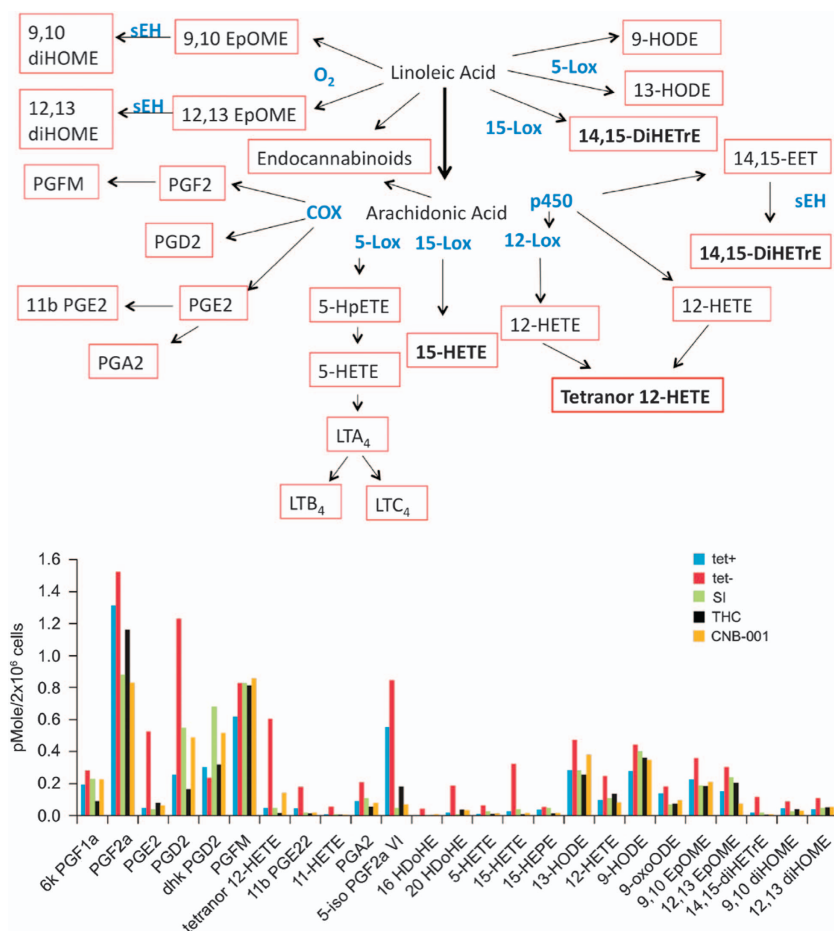 9,10
diHOME
sEH
9,10 EpOME
9-HODE
O2
Linoleic Acid
5-Lox
12,13
diHOME
sEH
12,13 EpOME
13-HODE
15-Lox
14,15-DiHETrE
Endocannabinoids
14,15-EET
PGFM
PGF2
p450
sEH
COX
Arachidonic Acid
PGD2
5-Lox
15-Lox
12-Lox
14,15-DiHETrE
11b PGE2
PGE2
5-HpETE
12-HETE
12-HETE
PGA2
15-HETE
5-HETE
Tetranor 12-HETE
LTA4
LTB4
LTC4
1.6
1.4
1.2
1.0
0.8
0.6
0.4
0.2
0.0
pMole/2x10⁶ cells
tet+
tet-
SI
THC
CNB-001
6k PGF1a
PGF2a
PGE2
PGD2
dhk PGD2
PGFM
tetranor 12-HETE
11b PGE22
11-HETE
PGA2
5-iso PGF2a VI
16 HDoHE
20 HDoHE
5-HETE
15-HETE
15-HEPE
13-HODE
12-HETE
9-HODE
9-oxoODE
9,10 EpOME
12,13 EpOME
14,15-diHETrE
9,10 diHOME
12,13 diHOME